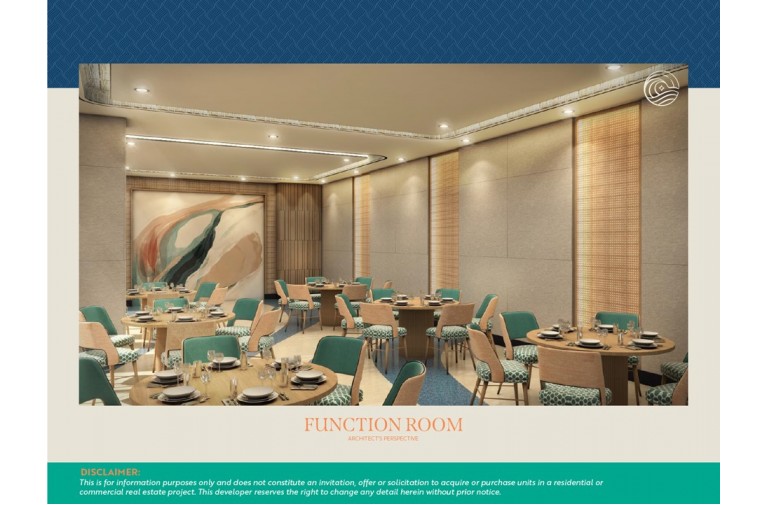 FUNCTION ROOM
ARCHITECT'S PERSPECTIVE
DISCLAIMER:
This is for information purposes only and does not constitute an invitation, offer or solicitation to acquire or purchase units in a residential or
commercial real estate project. This developer reserves the right to change any detail herein without prior notice.